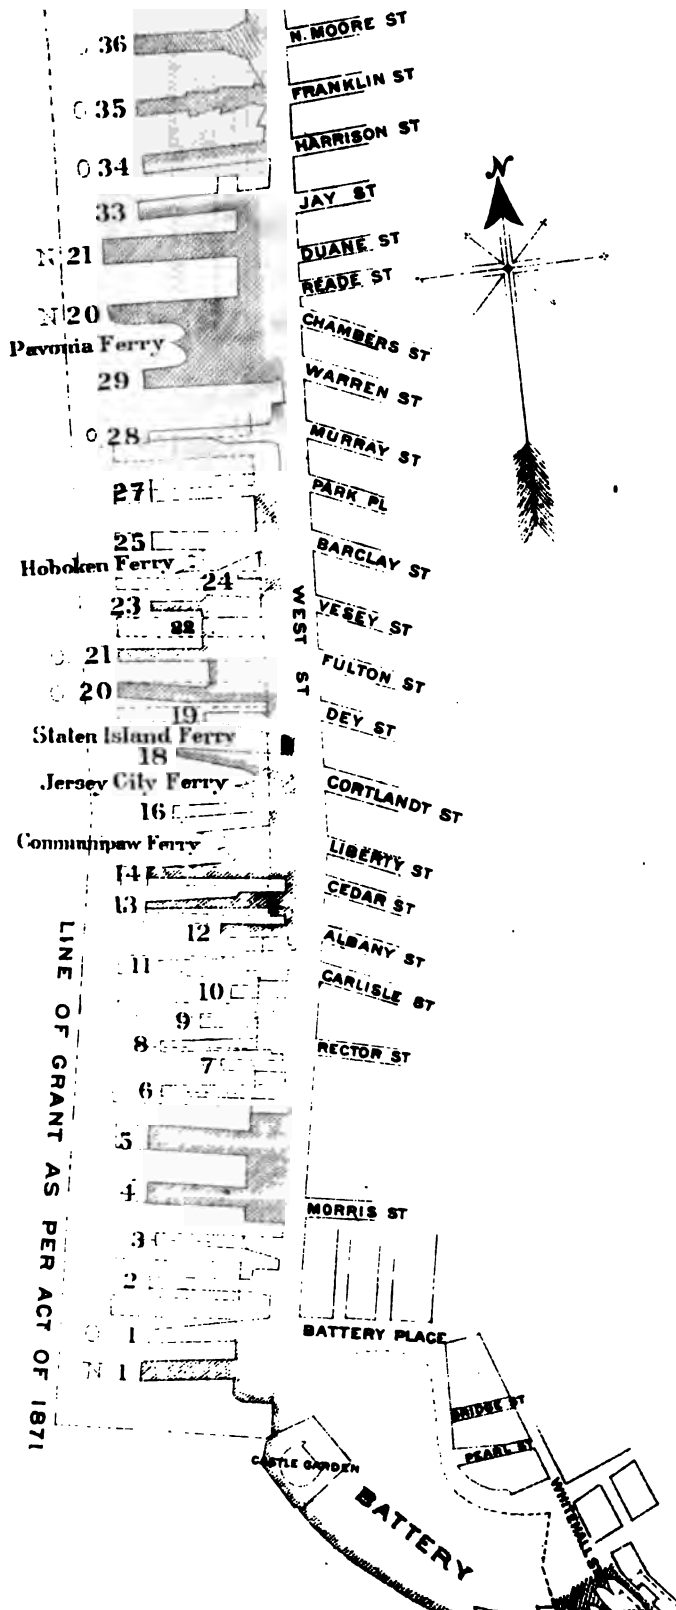 36
N. MOORE ST
FRANKLIN ST
O 35
HARRISON ST
O 34
JAY ST
33
DUANE ST
N 21
READE ST
N 20
CHAMBERS ST
Pavonia Ferry
WARREN ST
29
O 28
MURRAY ST
27
PARK PL
25
BARCLAY ST
Hoboken Ferry
24
23
VESEY ST
22
WEST ST
O 21
FULTON ST
O 20
19
DEY ST
Staten Island Ferry
18
Jersey City Ferry
CORTLANDT ST
16
Communipaw Ferry
LIBERTY ST
14
CEDAR ST
13
12
ALBANY ST
11
CARLISLE ST
10
9
8
RECTOR ST
7
6
5
4
MORRIS ST
3
2
O 1
BATTERY PLACE
N 1
LINE OF GRANT AS PER ACT OF 1871
BRIDGE ST
PEARL ST
CASTLE GARDEN
BATTERY
WHITEHALL ST
N